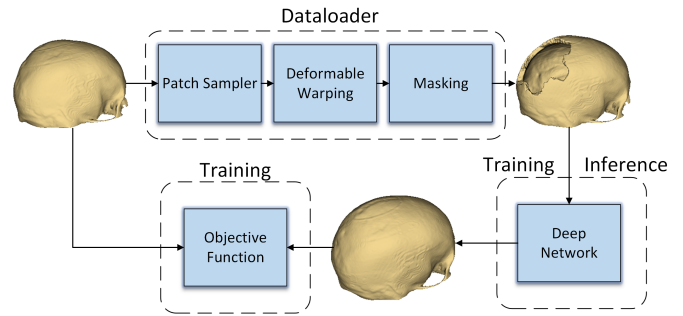 Dataloader
Patch Sampler
Deformable
Warping
Masking
Training
Training
Inference
Objective
Function
Deep
Network